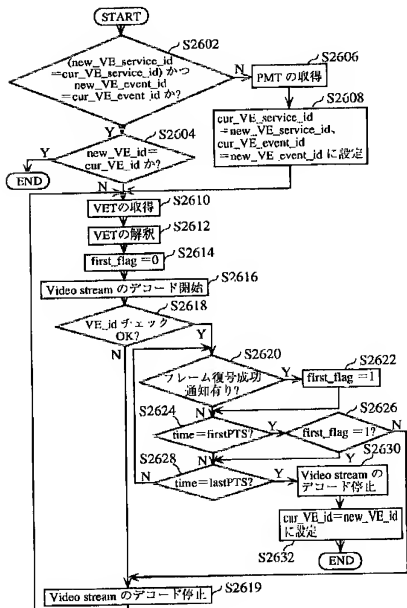 START
S2602
(new_VE_service_id
=cur_VE_service_id) かつ
new_VE_event_id
=cur_VE_event_id か?
N
S2606
PMT の取得
S2608
cur_VE_service_id
=new_VE_service_id、
cur_VE_event_id
=new_VE_event_id に設定
Y
S2604
new_VE_id=
cur_VE_id か?
Y
END
N
S2610
VETの取得
S2612
VETの解釈
S2614
first_flag =0
S2616
Video stream のデコード開始
S2618
VE_id チェック
OK?
Y
N
S2620
フレーム復号成功
通知有り?
Y
S2622
first_flag =1
N
S2624
time=firstPTS?
Y
S2626
first_flag =1?
N
N
Y
S2628
time=lastPTS?
N
Y
S2630
Video stream の
デコード停止
cur_VE_id=new_VE_id
に設定
S2632
END
S2619
Video stream のデコード停止